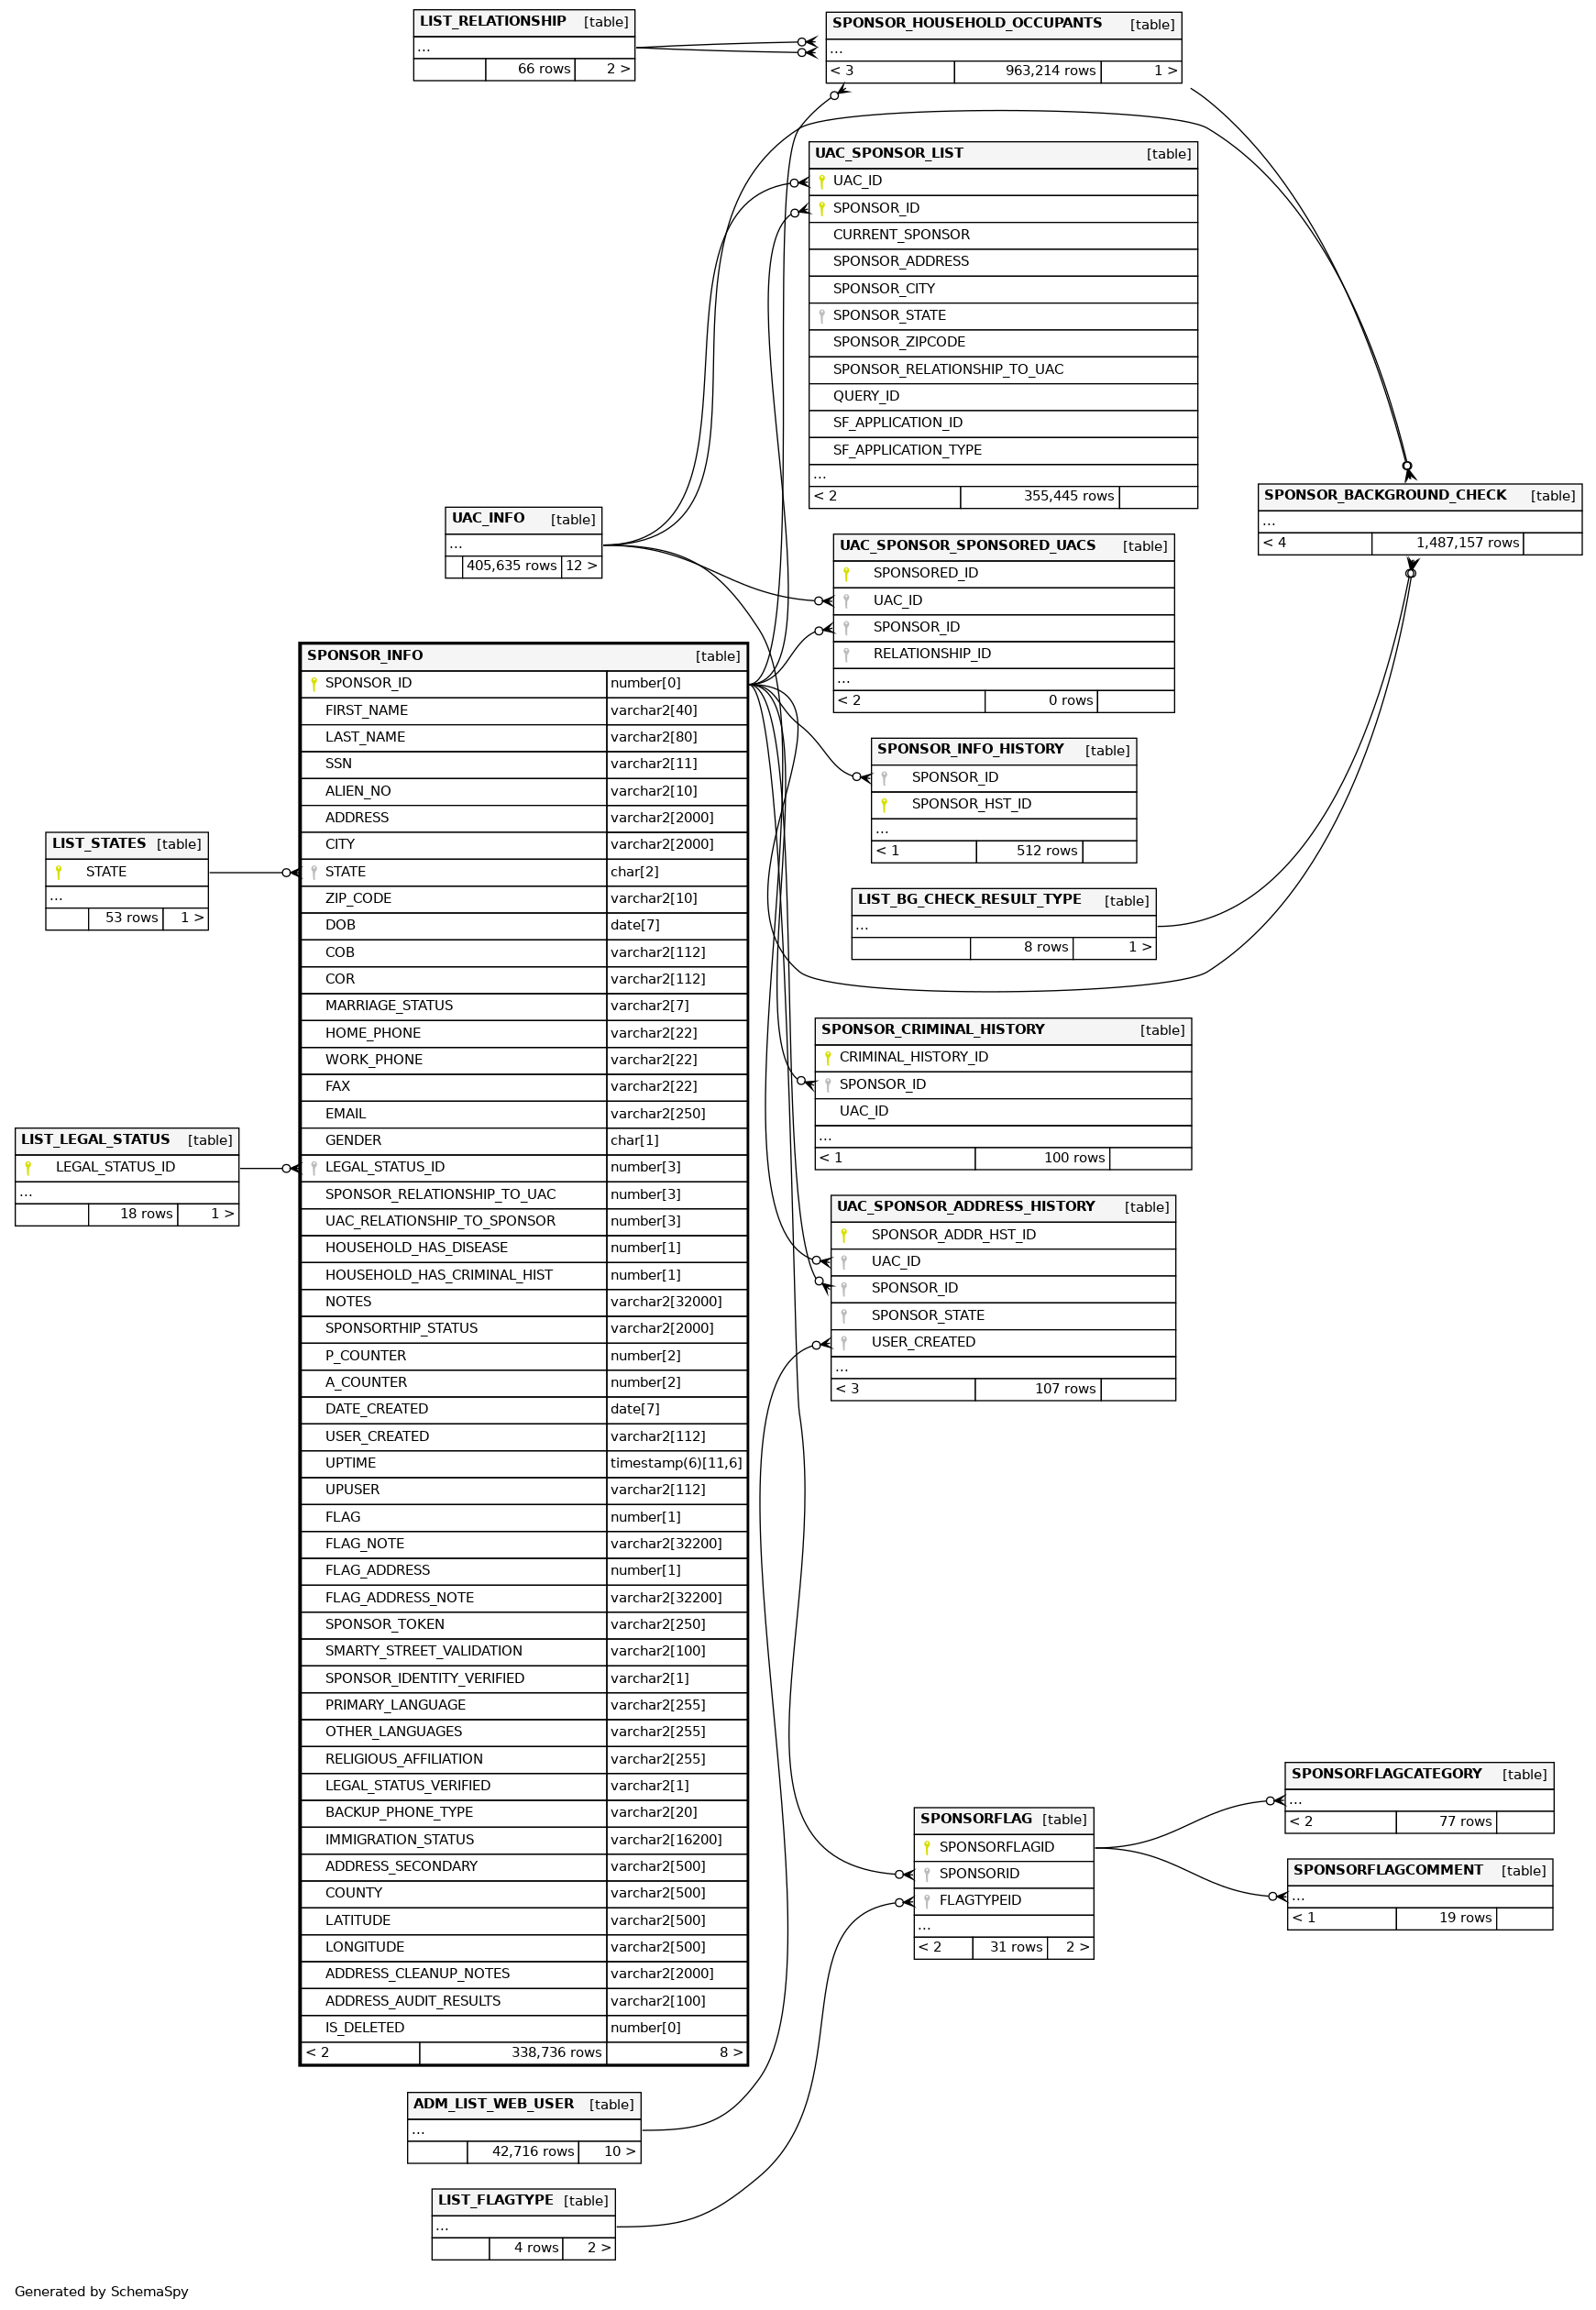 LIST_RELATIONSHIP [table]
...
66 rows 2 >
SPONSOR_HOUSEHOLD_OCCUPANTS [table]
...
< 3 963,214 rows 1 >
UAC_SPONSOR_LIST [table]
UAC_ID
SPONSOR_ID
CURRENT_SPONSOR
SPONSOR_ADDRESS
SPONSOR_CITY
SPONSOR_STATE
SPONSOR_ZIPCODE
SPONSOR_RELATIONSHIP_TO_UAC
QUERY_ID
SF_APPLICATION_ID
SF_APPLICATION_TYPE
...
< 2 355,445 rows
SPONSOR_BACKGROUND_CHECK [table]
...
< 4 1,487,157 rows
UAC_INFO [table]
...
405,635 rows 12 >
UAC_SPONSOR_SPONSORED_UACS [table]
SPONSORED_ID
UAC_ID
SPONSOR_ID
RELATIONSHIP_ID
...
< 2 0 rows
SPONSOR_INFO [table]
SPONSOR_ID number[0]
FIRST_NAME varchar2[40]
LAST_NAME varchar2[80]
SSN varchar2[11]
ALIEN_NO varchar2[10]
ADDRESS varchar2[2000]
CITY varchar2[2000]
STATE char[2]
ZIP_CODE varchar2[10]
DOB date[7]
COB varchar2[112]
COR varchar2[112]
MARRIAGE_STATUS varchar2[7]
HOME_PHONE varchar2[22]
WORK_PHONE varchar2[22]
FAX varchar2[22]
EMAIL varchar2[250]
GENDER char[1]
LEGAL_STATUS_ID number[3]
SPONSOR_RELATIONSHIP_TO_UAC number[3]
UAC_RELATIONSHIP_TO_SPONSOR number[3]
HOUSEHOLD_HAS_DISEASE number[1]
HOUSEHOLD_HAS_CRIMINAL_HIST number[1]
NOTES varchar2[32000]
SPONSORTHIP_STATUS varchar2[2000]
P_COUNTER number[2]
A_COUNTER number[2]
DATE_CREATED date[7]
USER_CREATED varchar2[112]
UPTIME timestamp(6)[11,6]
UPUSER varchar2[112]
FLAG number[1]
FLAG_NOTE varchar2[32200]
FLAG_ADDRESS number[1]
FLAG_ADDRESS_NOTE varchar2[32200]
SPONSOR_TOKEN varchar2[250]
SMARTY_STREET_VALIDATION varchar2[100]
SPONSOR_IDENTITY_VERIFIED varchar2[1]
PRIMARY_LANGUAGE varchar2[255]
OTHER_LANGUAGES varchar2[255]
RELIGIOUS_AFFILIATION varchar2[255]
LEGAL_STATUS_VERIFIED varchar2[1]
BACKUP_PHONE_TYPE varchar2[20]
IMMIGRATION_STATUS varchar2[16200]
ADDRESS_SECONDARY varchar2[500]
COUNTY varchar2[500]
LATITUDE varchar2[500]
LONGITUDE varchar2[500]
ADDRESS_CLEANUP_NOTES varchar2[2000]
ADDRESS_AUDIT_RESULTS varchar2[100]
IS_DELETED number[0]
< 2 338,736 rows 8 >
SPONSOR_INFO_HISTORY [table]
SPONSOR_ID
SPONSOR_HST_ID
...
< 1 512 rows
LIST_STATES [table]
STATE
...
53 rows 1 >
LIST_BG_CHECK_RESULT_TYPE [table]
...
8 rows 1 >
SPONSOR_CRIMINAL_HISTORY [table]
CRIMINAL_HISTORY_ID
SPONSOR_ID
UAC_ID
...
< 1 100 rows
LIST_LEGAL_STATUS [table]
LEGAL_STATUS_ID
...
18 rows 1 >
UAC_SPONSOR_ADDRESS_HISTORY [table]
SPONSOR_ADDR_HST_ID
UAC_ID
SPONSOR_ID
SPONSOR_STATE
USER_CREATED
...
< 3 107 rows
SPONSORFLAG [table]
SPONSORFLAGID
SPONSORID
FLAGTYPEID
...
< 2 31 rows 2 >
SPONSORFLAGCATEGORY [table]
...
< 2 77 rows
SPONSORFLAGCOMMENT [table]
...
< 1 19 rows
ADM_LIST_WEB_USER [table]
...
42,716 rows 10 >
LIST_FLAGTYPE [table]
...
4 rows 2 >
Generated by SchemaSpy